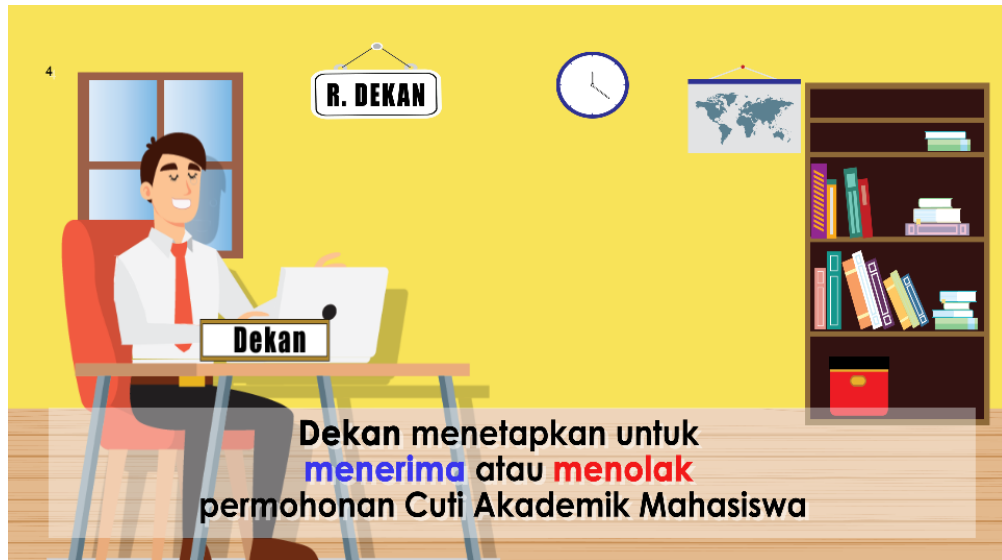 4
R. DEKAN
Dekan
Dekan menetapkan untuk
menerima atau menolak
permohonan Cuti Akademik Mahasiswa